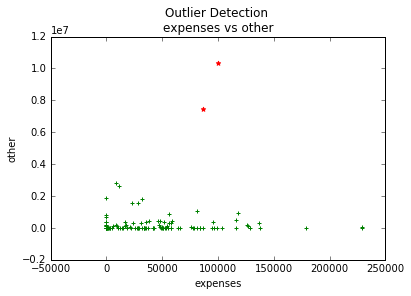 Outlier Detection
expenses vs other
1e7
1.2
1.0
0.8
0.6
0.4
0.2
0.0
−0.2
other
−50000 0 50000 100000 150000 200000 250000
expenses